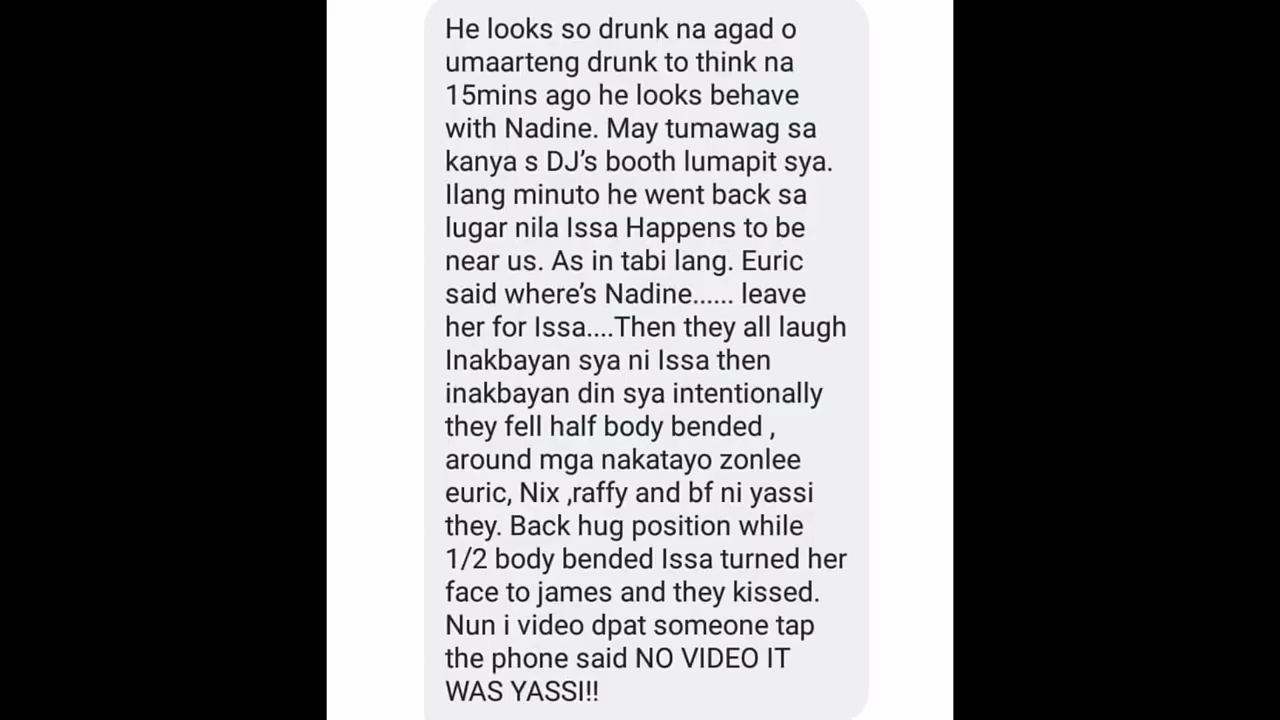 He looks so drunk na agad o
umaarteng drunk to think na
15mins ago he looks behave
with Nadine. May tumawag sa
kanya s DJ’s booth lumapit sya.
Ilang minuto he went back sa
lugar nila Issa Happens to be
near us. As in tabi lang. Euric
said where’s Nadine...... leave
her for Issa....Then they all laugh
Inakbayan sya ni Issa then
inakbayan din sya intentionally
they fell half body bended ,
around mga nakatayo zonlee
euric, Nix ,raffy and bf ni yassi
they. Back hug position while
1/2 body bended Issa turned her
face to james and they kissed.
Nun i video dpat someone tap
the phone said NO VIDEO IT
WAS YASSI!!